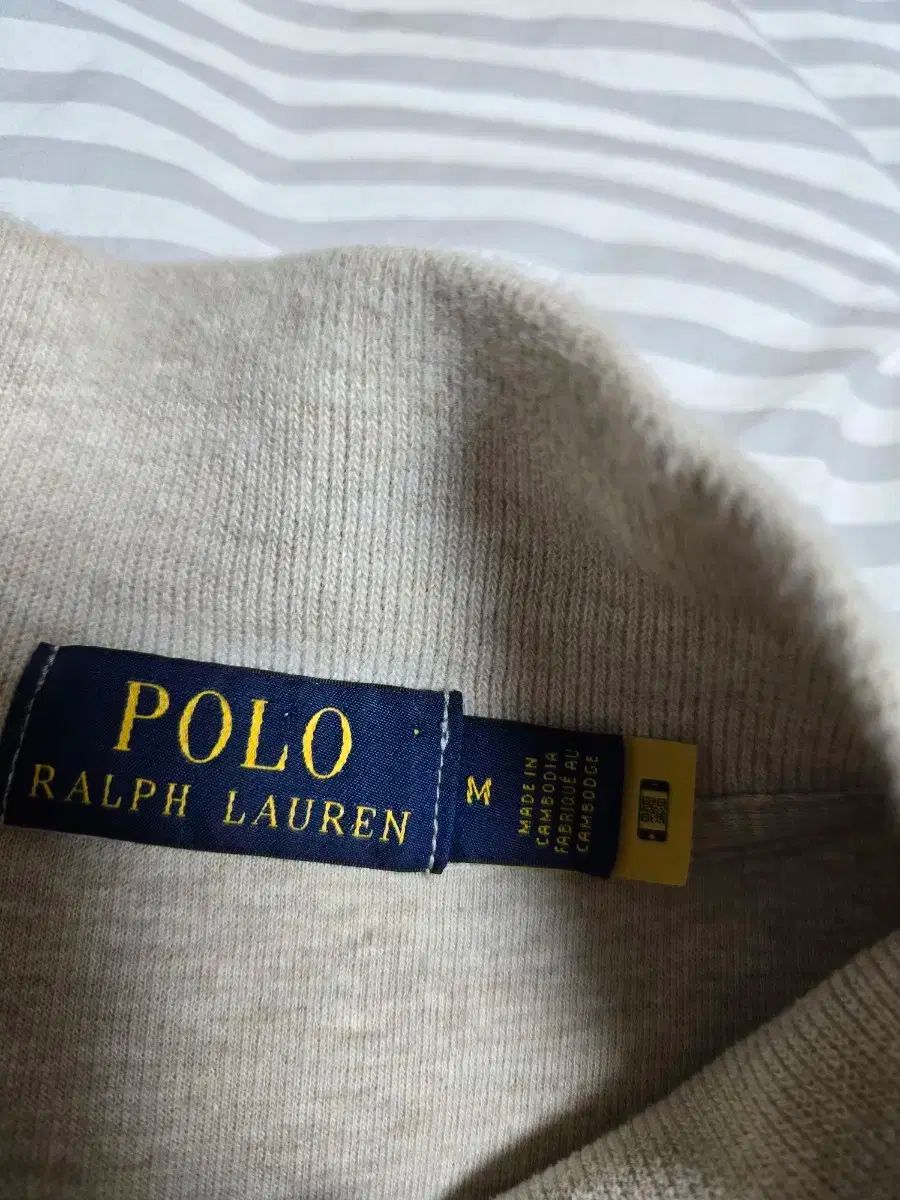 POLO
RALPH LAUREN
M
MADE IN
CAMBODIA
FABRIQUÉ AU
CAMBODGE